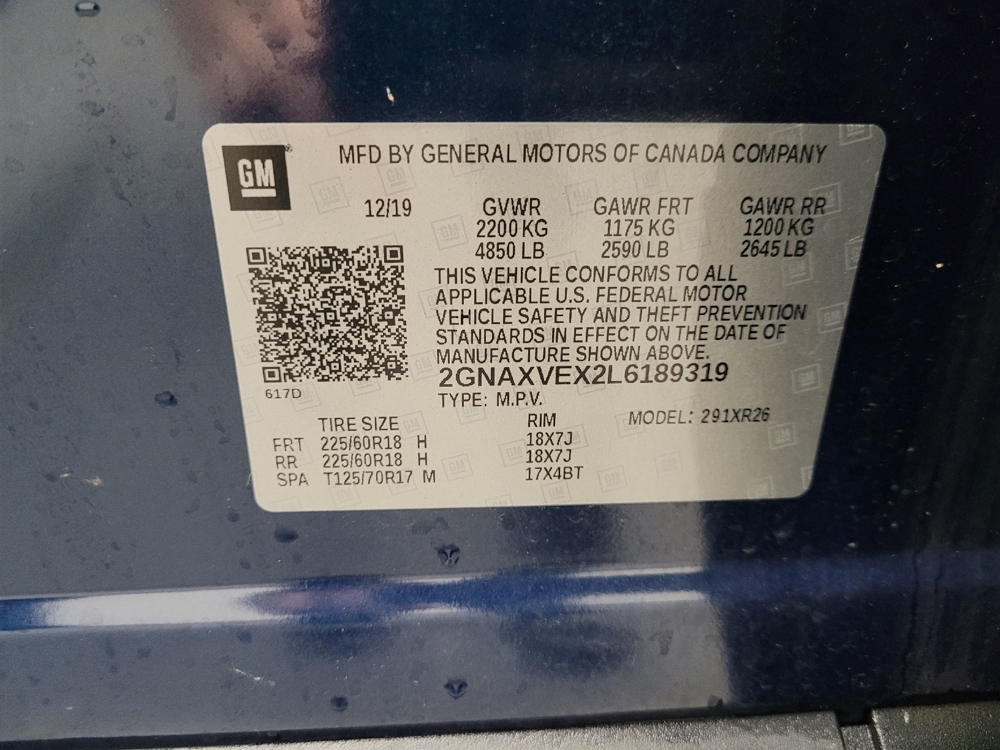 GM
MFD BY GENERAL MOTORS OF CANADA COMPANY
12/19 GVWR GAWR FRT GAWR RR
2200 KG 1175 KG 1200 KG
4850 LB 2590 LB 2645 LB
THIS VEHICLE CONFORMS TO ALL
APPLICABLE U.S. FEDERAL MOTOR
VEHICLE SAFETY AND THEFT PREVENTION
STANDARDS IN EFFECT ON THE DATE OF
MANUFACTURE SHOWN ABOVE.
2GNAXVEX2L6189319
617D
TYPE: M.P.V.
TIRE SIZE RIM MODEL: 291XR26
FRT 225/60R18 H 18X7J
RR 225/60R18 H 18X7J
SPA T125/70R17 M 17X4BT